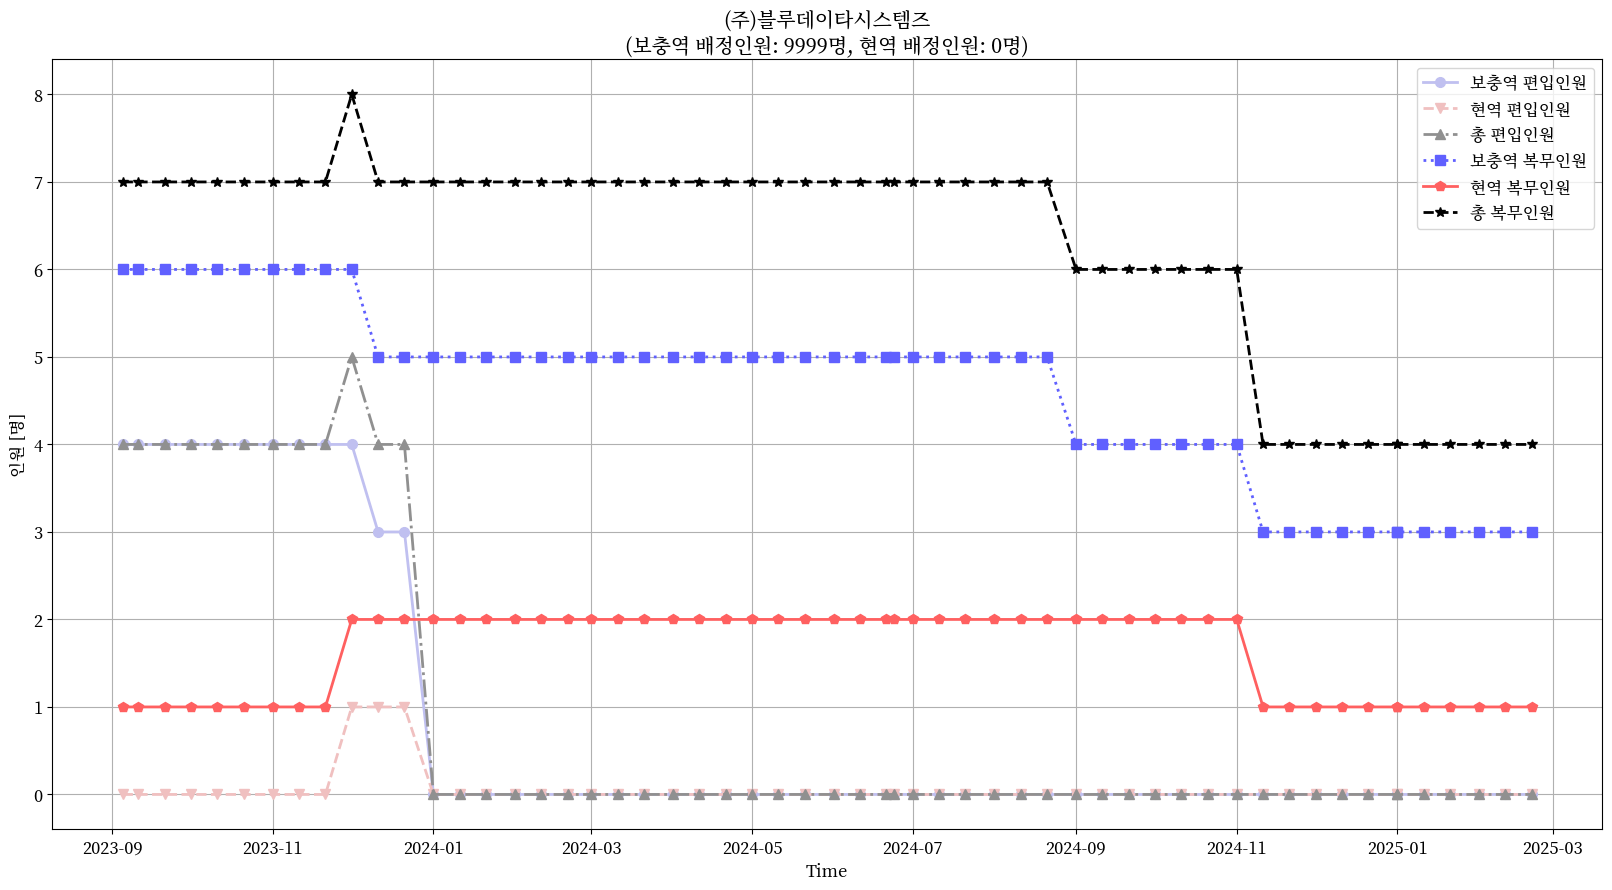 (주)블루데이타시스템즈
(보충역 배정인원: 9999명, 현역 배정인원: 0명)
보충역 편입인원
현역 편입인원
총 편입인원
보충역 복무인원
현역 복무인원
총 복무인원
인원 [명]
8
7
6
5
4
3
2
1
0
2023-09 2023-11 2024-01 2024-03 2024-05 2024-07 2024-09 2024-11 2025-01 2025-03
Time